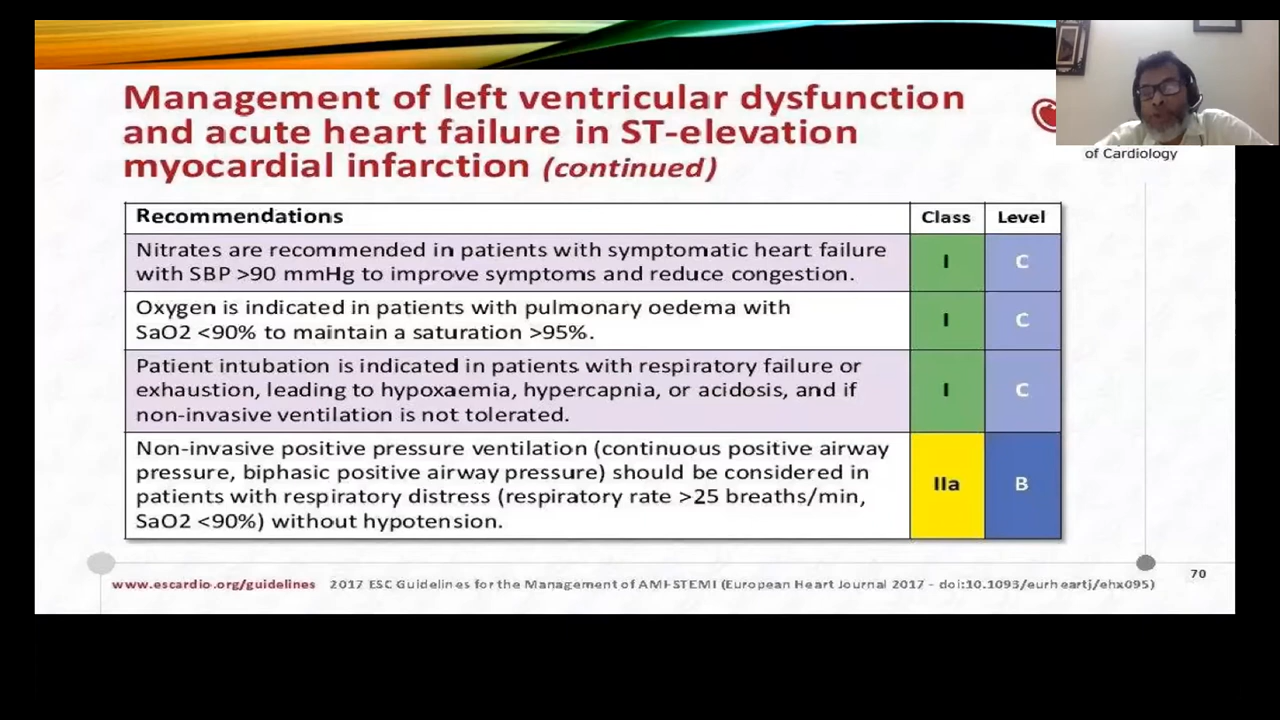 Management of left ventricular dysfunction
and acute heart failure in ST-elevation
myocardial infarction (continued)
of Cardiology
Recommendations Class Level
Nitrates are recommended in patients with symptomatic heart failure
with SBP >90 mmHg to improve symptoms and reduce congestion.
I C
Oxygen is indicated in patients with pulmonary oedema with
SaO2 <90% to maintain a saturation >95%.
I C
Patient intubation is indicated in patients with respiratory failure or
exhaustion, leading to hypoxaemia, hypercapnia, or acidosis, and if
non-invasive ventilation is not tolerated.
I C
Non-invasive positive pressure ventilation (continuous positive airway
pressure, biphasic positive airway pressure) should be considered in
patients with respiratory distress (respiratory rate >25 breaths/min,
SaO2 <90%) without hypotension.
IIa B
www.escardio.org/guidelines 2017 ESC Guidelines for the Management of AMI-STEMI (European Heart Journal 2017 - doi:10.1093/eurheartj/ehx095)
70